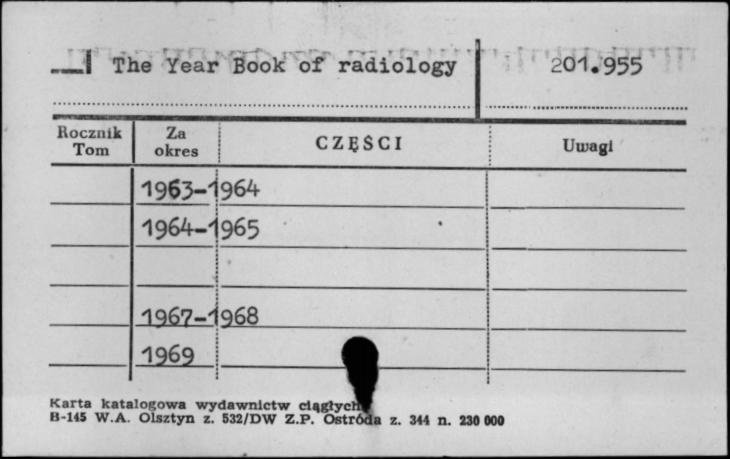 The Year Book of radiology 201.955
Rocznik Tom Za okres CZĘŚCI Uwagi
1963-1964
1964-1965
1967-1968
1969
Karta katalogowa wydawnictw ciągłych
B-145 W.A. Olsztyn z. 532/DW Z.P. Ostróda z. 344 n. 230 000